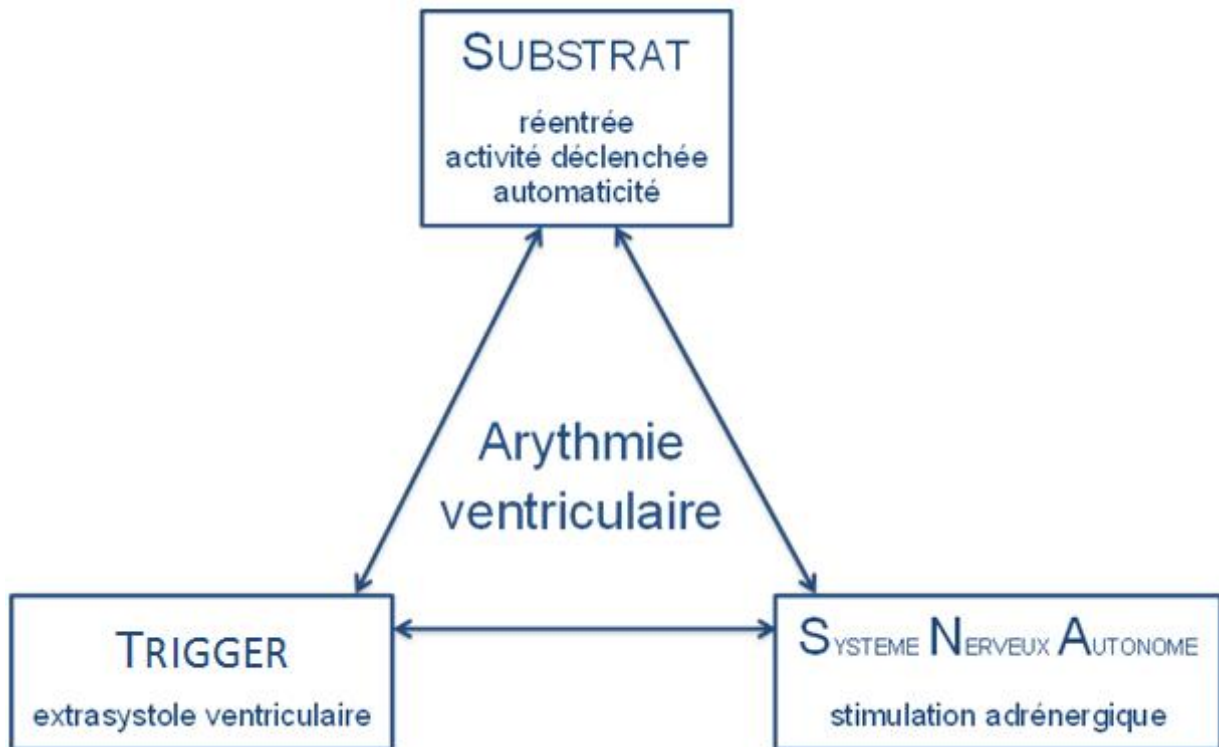 SUBSTRAT
réentrée
activité déclenchée
automaticité
Arythmie
ventriculaire
TRIGGER
extrasystole ventriculaire
SYSTEME NERVEUX AUTONOME
stimulation adrénergique